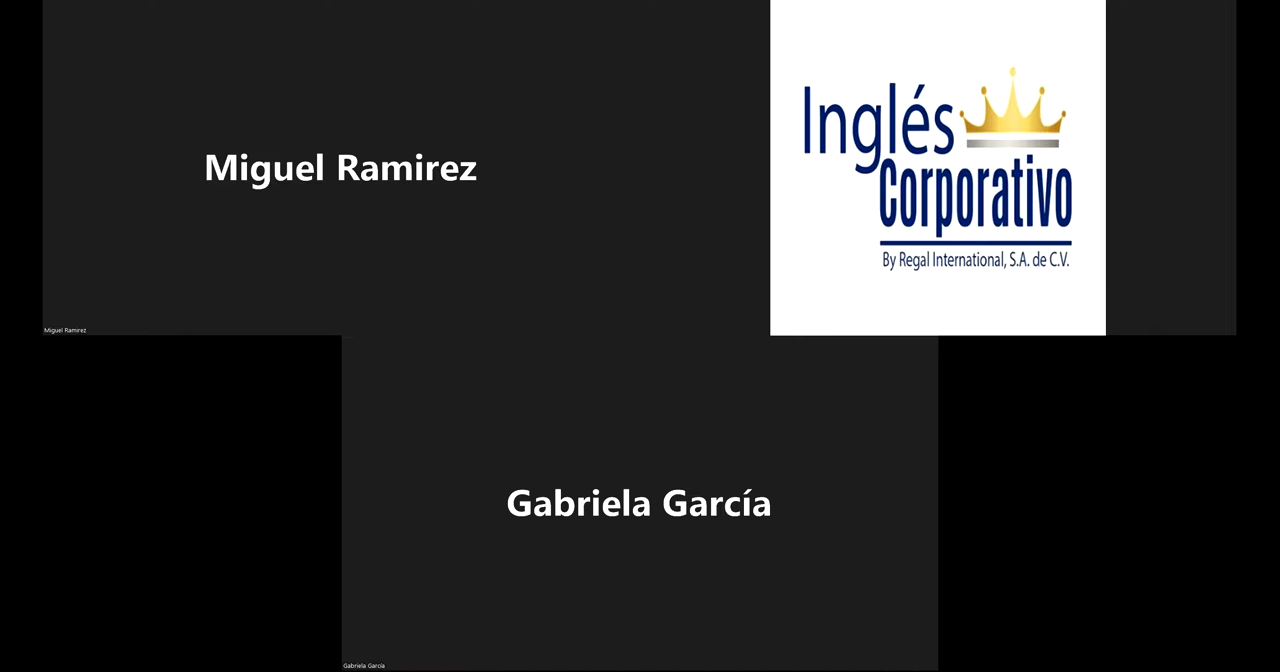 Miguel Ramirez
Miguel Ramirez
Inglés
Corporativo
By Regal International, S.A. de C.V.
Gabriela García
Gabriela García